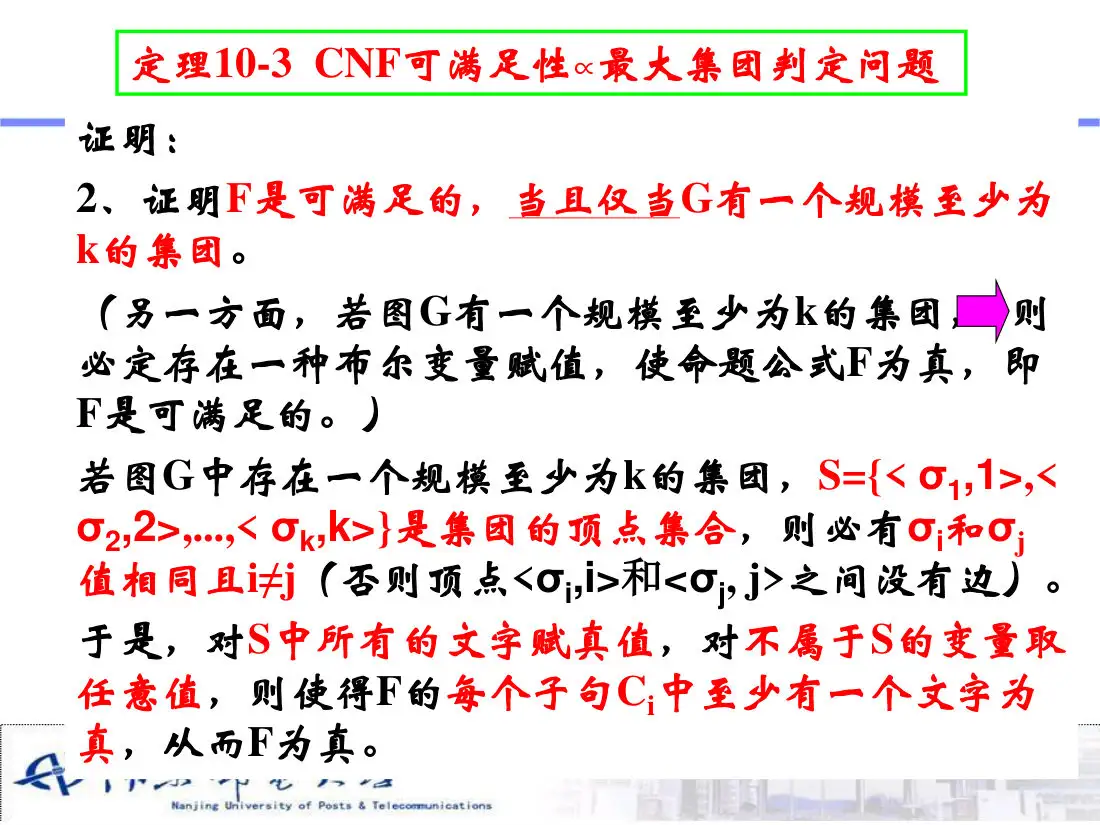 定理10-3 CNF可满足性∝最大集团判定问题
证明：
2、证明F是可满足的，当且仅当G有一个规模至少为
k的集团。
（另一方面，若图G有一个规模至少为k的集团， 则
必定存在一种布尔变量赋值，使命题公式F为真，即
F是可满足的。）
若图G中存在一个规模至少为k的集团，S={< σ1,1>,<
σ2,2>,...,< σk,k>}是集团的顶点集合，则必有σi和σj
值相同且i≠j（否则顶点<σi,i>和<σj, j>之间没有边）。
于是，对S中所有的文字赋真值，对不属于S的变量取
任意值，则使得F的每个子句Ci中至少有一个文字为
真，从而F为真。
Nanjing University of Posts & Telecommunications